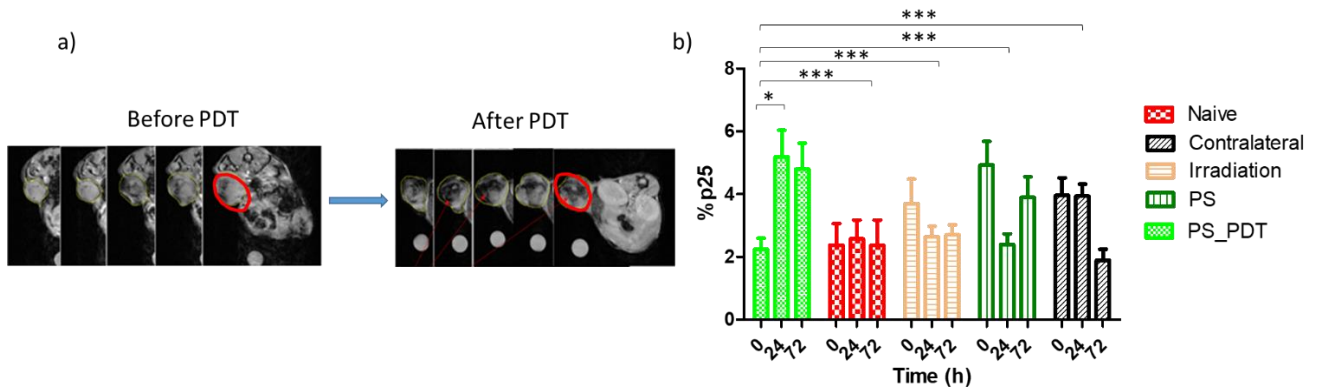 a)
Before PDT
After PDT
b)
***
***
***
***
*
8
6
4
2
0
%p25
0 24 72
0 24 72
0 24 72
0 24 72
0 24 72
Time (h)
Naive
Contralateral
Irradiation
PS
PS_PDT